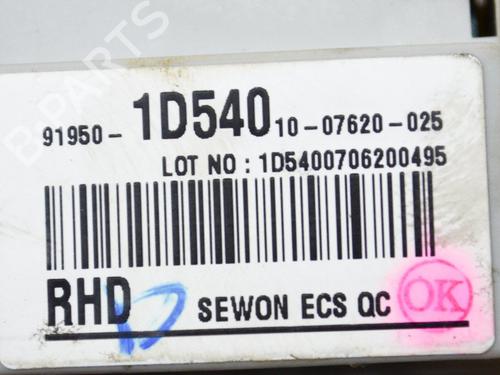 B-PARTS
91950- 1D540 10-07620-025
LOT NO : 1D5400706200495
RHD SEWON ECS QC OK